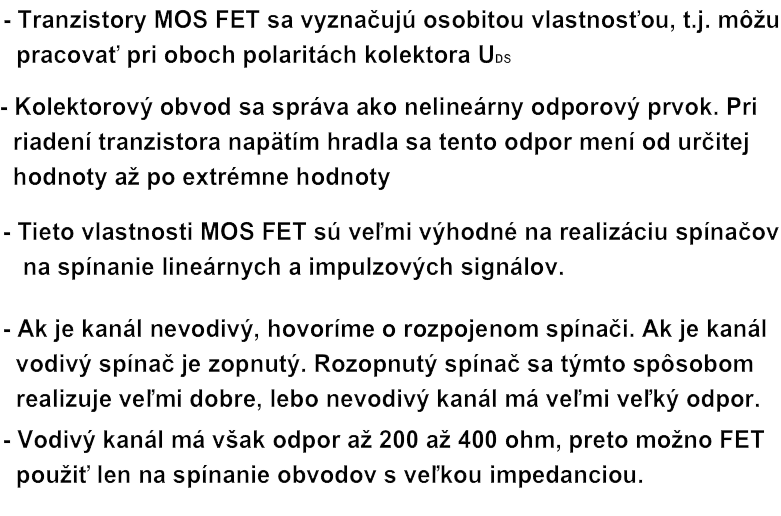 - Tranzistory MOS FET sa vyznačujú osobitou vlastnosťou, t.j. môžu
pracovať pri oboch polaritách kolektora UDS
- Kolektorový obvod sa správa ako nelineárny odporový prvok. Pri
riadení tranzistora napätím hradla sa tento odpor mení od určitej
hodnoty až po extrémne hodnoty
- Tieto vlastnosti MOS FET sú veľmi výhodné na realizáciu spínačov
na spínanie lineárnych a impulzových signálov.
- Ak je kanál nevodivý, hovoríme o rozpojenom spínači. Ak je kanál
vodivý spínač je zopnutý. Rozopnutý spínač sa týmto spôsobom
realizuje veľmi dobre, lebo nevodivý kanál má veľmi veľký odpor.
- Vodivý kanál má však odpor až 200 až 400 ohm, preto možno FET
použiť len na spínanie obvodov s veľkou impedanciou.